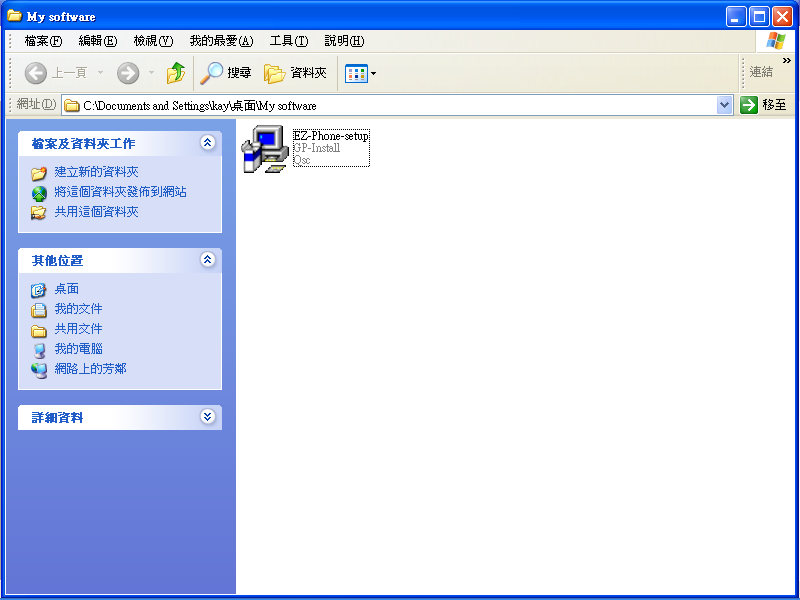 My software
檔案(F) 編輯(E) 檢視(V) 我的最愛(A) 工具(T) 說明(H)
上一頁 搜尋 資料夾 連結
網址(D) C:\Documents and Settings\kay\桌面\My software 移至
檔案及資料夾工作
建立新的資料夾
將這個資料夾發佈到網站
共用這個資料夾
其他位置
桌面
我的文件
共用文件
我的電腦
網路上的芳鄰
詳細資料
EZ-Phone-setup
GP-Install
Qsc